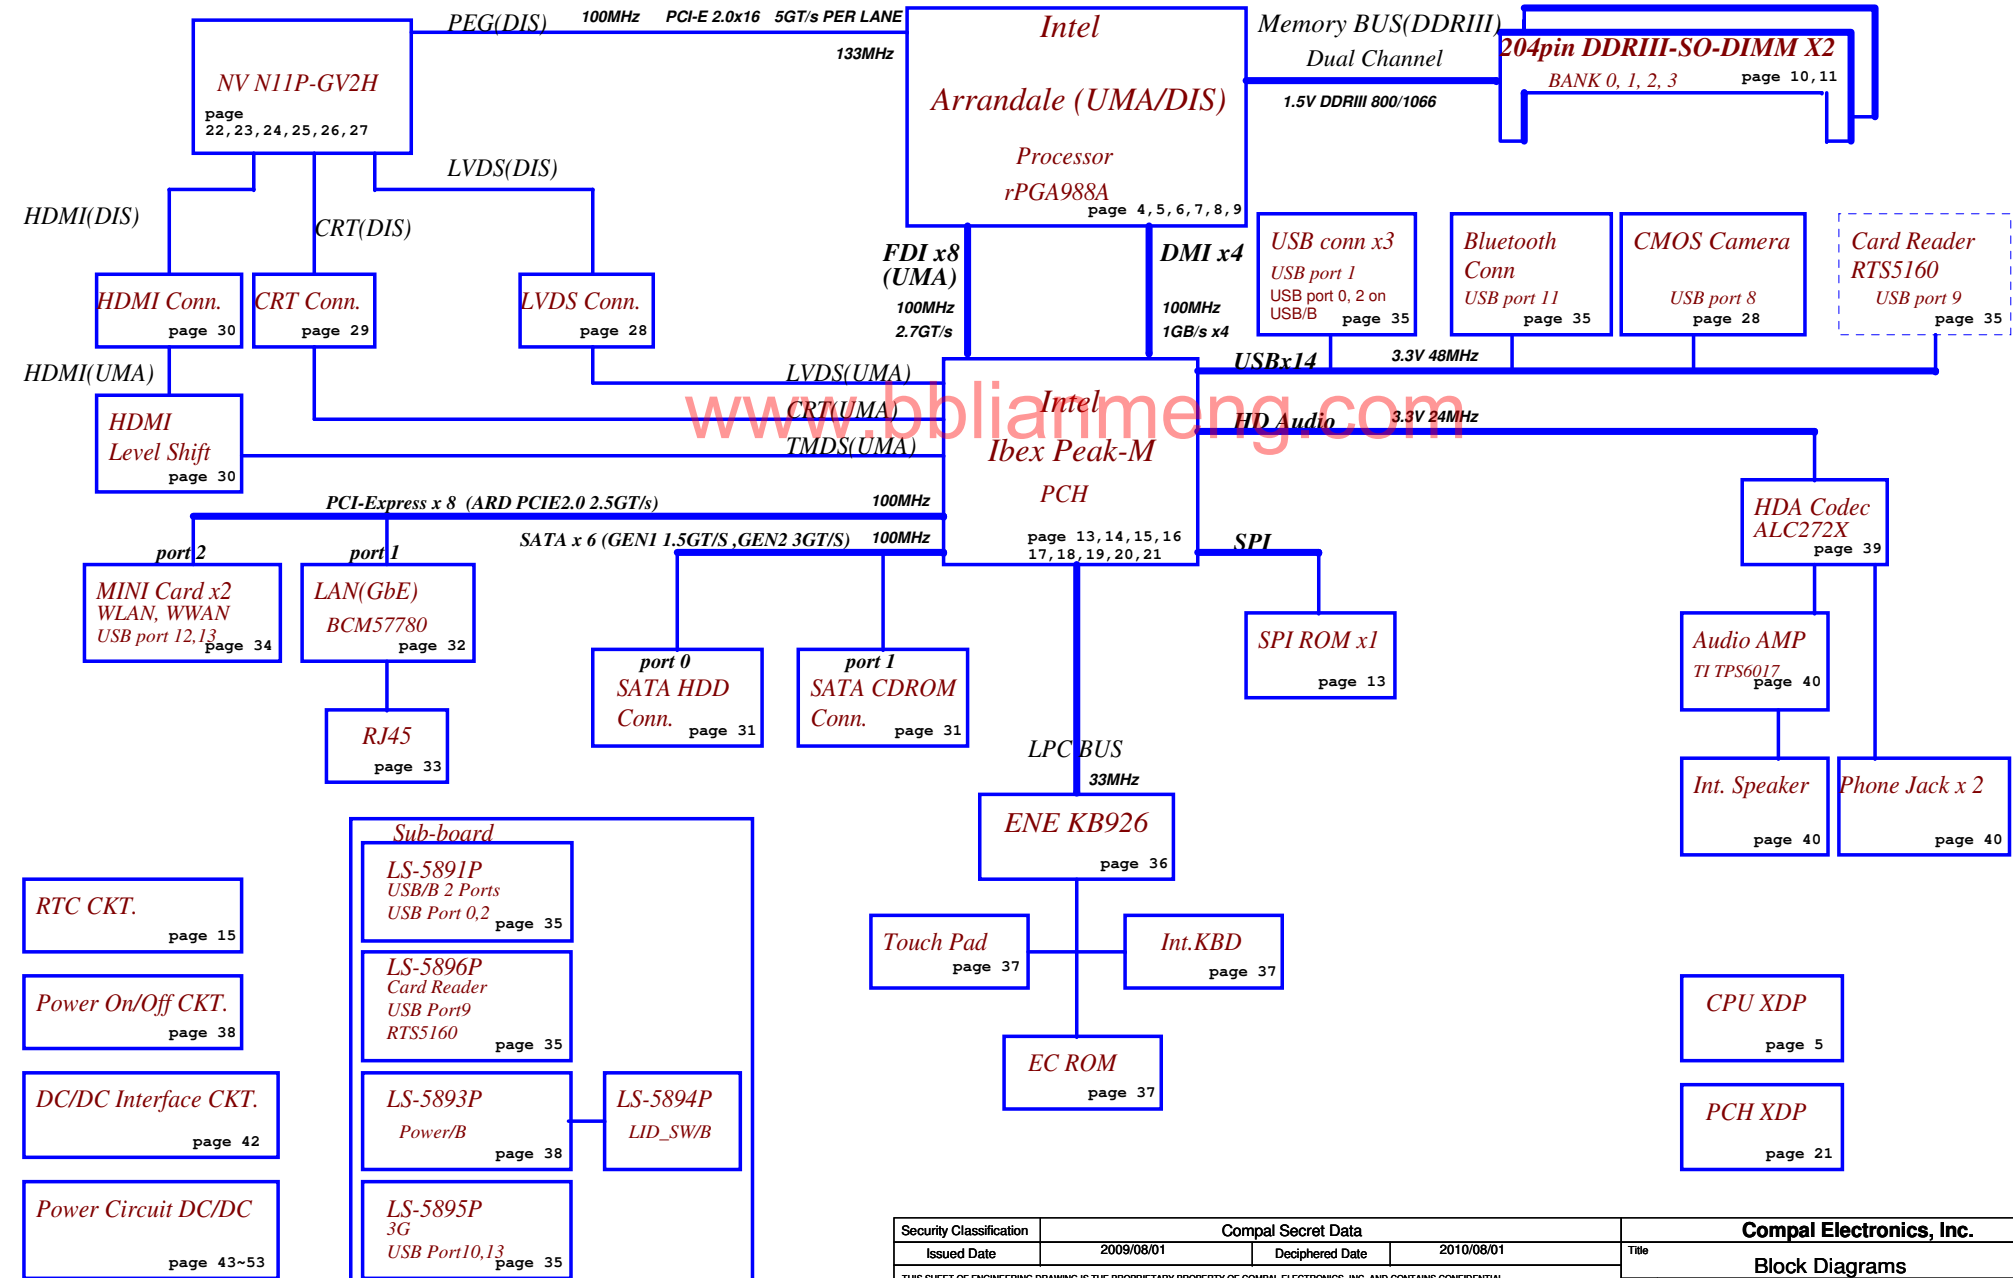 PEG(DIS)
100MHz PCI-E 2.0x16 5GT/s PER LANE
133MHz
NV N11P-GV2H
page
22,23,24,25,26,27
Intel
Arrandale (UMA/DIS)
Processor
rPGA988A
page 4,5,6,7,8,9
Memory BUS(DDRIII)
Dual Channel
1.5V DDRIII 800/1066
204pin DDRIII-SO-DIMM X2
BANK 0, 1, 2, 3
page 10,11
HDMI(DIS)
CRT(DIS)
LVDS(DIS)
HDMI Conn.
page 30
CRT Conn.
page 29
LVDS Conn.
page 28
FDI x8
(UMA)
100MHz
2.7GT/s
DMI x4
100MHz
1GB/s x4
USB conn x3
USB port 1
USB port 0, 2 on
USB/B
page 35
Bluetooth
Conn
USB port 11
page 35
CMOS Camera
USB port 8
page 28
Card Reader
RTS5160
USB port 9
page 35
HDMI(UMA)
HDMI
Level Shift
page 30
LVDS(UMA)
CRT(UMA)
TMDS(UMA)
USBx14
3.3V 48MHz
HD Audio
3.3V 24MHz
www.bblianmeng.com
Intel
Ibex Peak-M
PCH
page 13,14,15,16
17,18,19,20,21
PCI-Express x 8 (ARD PCIE2.0 2.5GT/s)
100MHz
SATA x 6 (GEN1 1.5GT/S ,GEN2 3GT/S)
100MHz
SPI
port 2
MINI Card x2
WLAN, WWAN
USB port 12,13
page 34
port 1
LAN(GbE)
BCM57780
page 32
RJ45
page 33
port 0
SATA HDD
Conn.
page 31
port 1
SATA CDROM
Conn.
page 31
SPI ROM x1
page 13
HDA Codec
ALC272X
page 39
Audio AMP
TI TPS6017
page 40
Int. Speaker
page 40
Phone Jack x 2
page 40
LPC BUS
33MHz
ENE KB926
page 36
Touch Pad
page 37
Int.KBD
page 37
EC ROM
page 37
RTC CKT.
page 15
Power On/Off CKT.
page 38
DC/DC Interface CKT.
page 42
Power Circuit DC/DC
page 43~53
Sub-board
LS-5891P
USB/B 2 Ports
USB Port 0,2
page 35
LS-5896P
Card Reader
USB Port9
RTS5160
page 35
LS-5893P
Power/B
page 38
LS-5894P
LID_SW/B
LS-5895P
3G
USB Port10,13
page 35
CPU XDP
page 5
PCH XDP
page 21
Security Classification
Compal Secret Data
Compal Electronics, Inc.
Issued Date
2009/08/01
Deciphered Date
2010/08/01
Title
Block Diagrams
THIS SHEET OF ENGINEERING DRAWING IS THE PROPRIETARY PROPERTY OF COMPAL ELECTRONICS, INC. AND CONTAINS CONFIDENTIAL